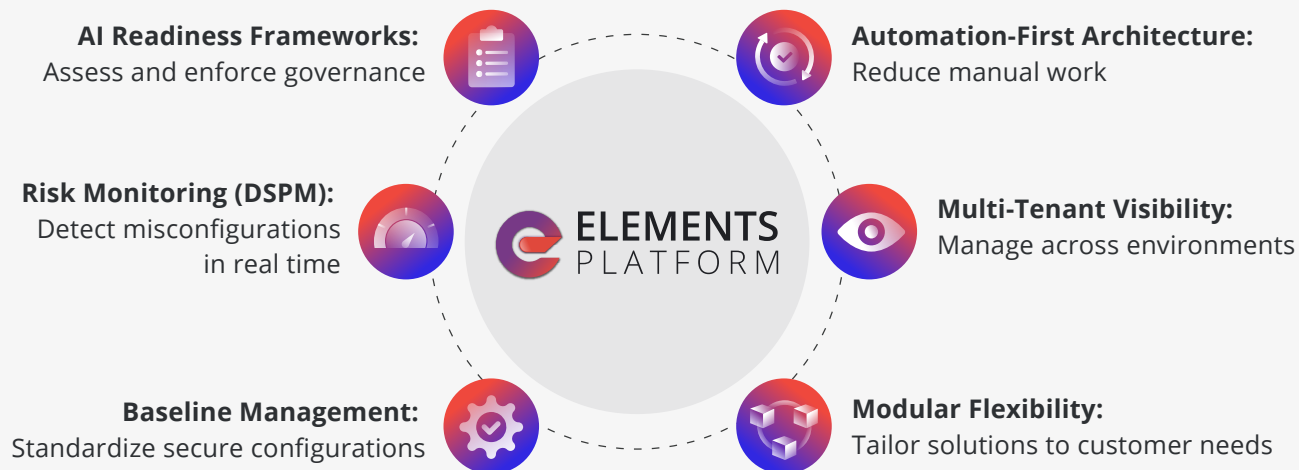 AI Readiness Frameworks:
Assess and enforce governance
Automation-First Architecture:
Reduce manual work
Risk Monitoring (DSPM):
Detect misconfigurations
in real time
ELEMENTS
PLATFORM
Multi-Tenant Visibility:
Manage across environments
Baseline Management:
Standardize secure configurations
Modular Flexibility:
Tailor solutions to customer needs